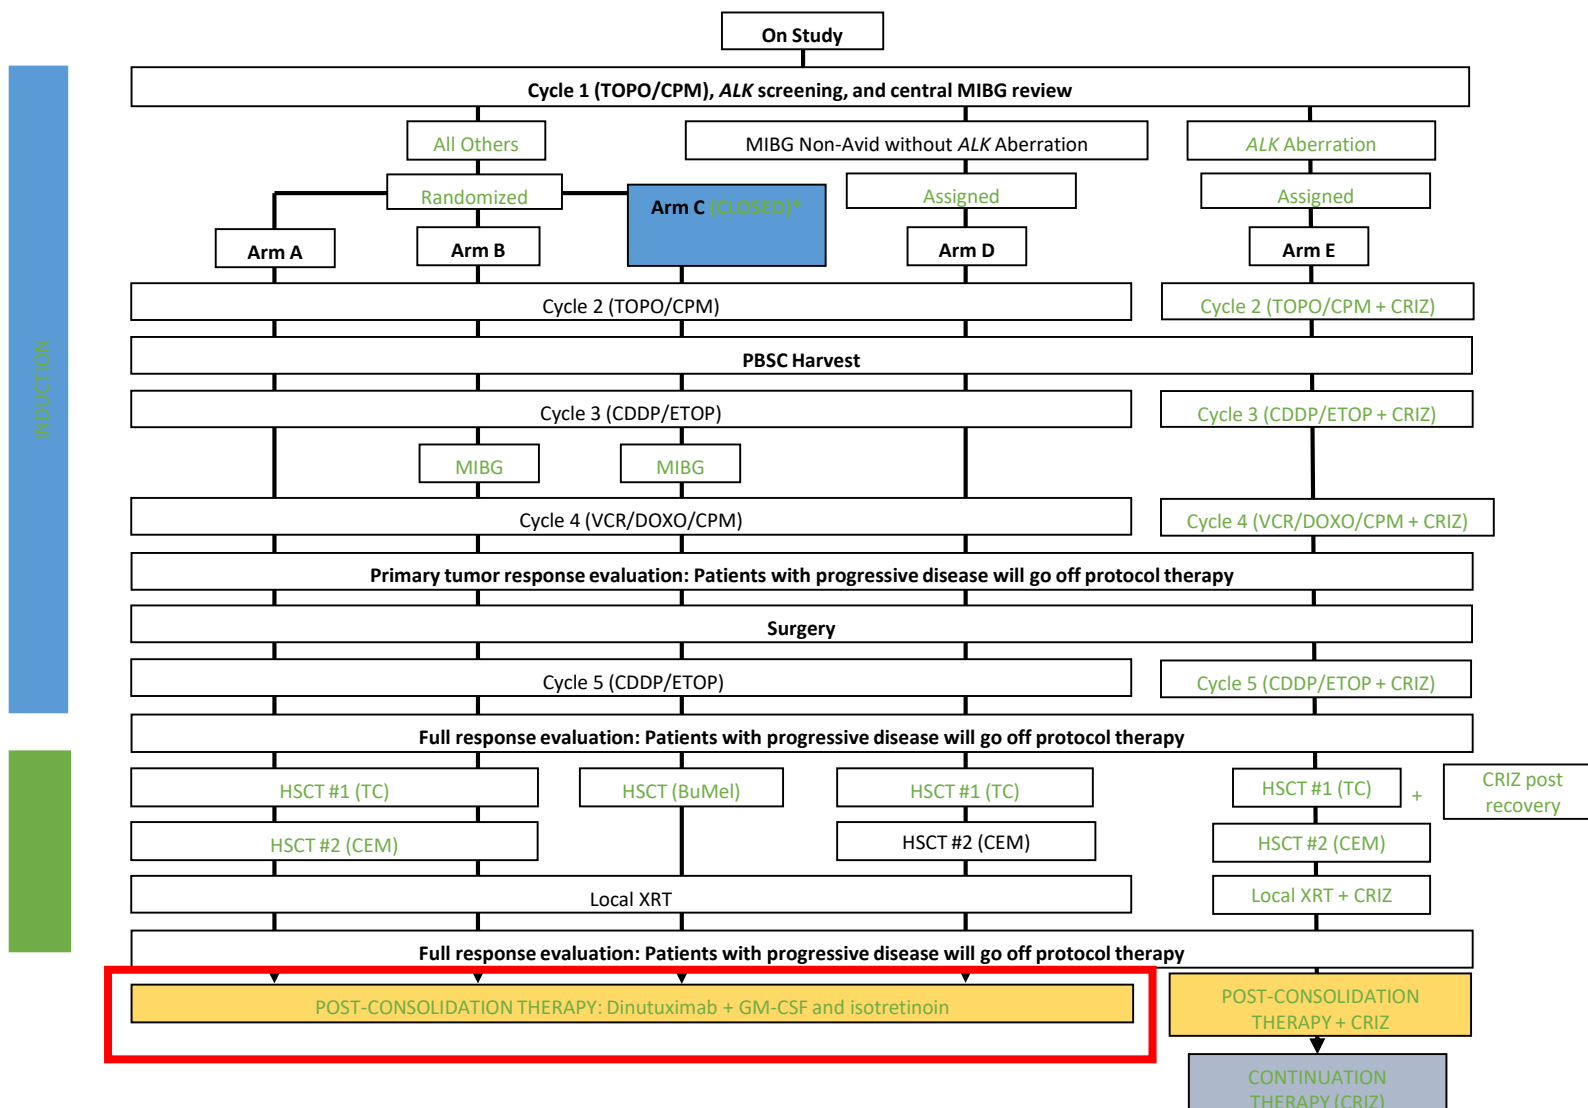 On Study
Cycle 1 (TOPO/CPM), ALK screening, and central MIBG review
All Others
MIBG Non-Avid without ALK Aberration
ALK Aberration
Randomized
Arm C (CLOSED)*
Assigned
Assigned
Arm A
Arm B
Arm D
Arm E
Cycle 2 (TOPO/CPM)
Cycle 2 (TOPO/CPM + CRIZ)
PBSC Harvest
INDUCTION
Cycle 3 (CDDP/ETOP)
Cycle 3 (CDDP/ETOP + CRIZ)
MIBG
MIBG
Cycle 4 (VCR/DOXO/CPM)
Cycle 4 (VCR/DOXO/CPM + CRIZ)
Primary tumor response evaluation: Patients with progressive disease will go off protocol therapy
Surgery
Cycle 5 (CDDP/ETOP)
Cycle 5 (CDDP/ETOP + CRIZ)
Full response evaluation: Patients with progressive disease will go off protocol therapy
HSCT #1 (TC)
HSCT (BuMel)
HSCT #1 (TC)
HSCT #1 (TC)
+
CRIZ post
recovery
HSCT #2 (CEM)
HSCT #2 (CEM)
HSCT #2 (CEM)
Local XRT
Local XRT + CRIZ
Full response evaluation: Patients with progressive disease will go off protocol therapy
POST-CONSOLIDATION THERAPY: Dinutuximab + GM-CSF and isotretinoin
POST-CONSOLIDATION
THERAPY + CRIZ
CONTINUATION
THERAPY (CRIZ)